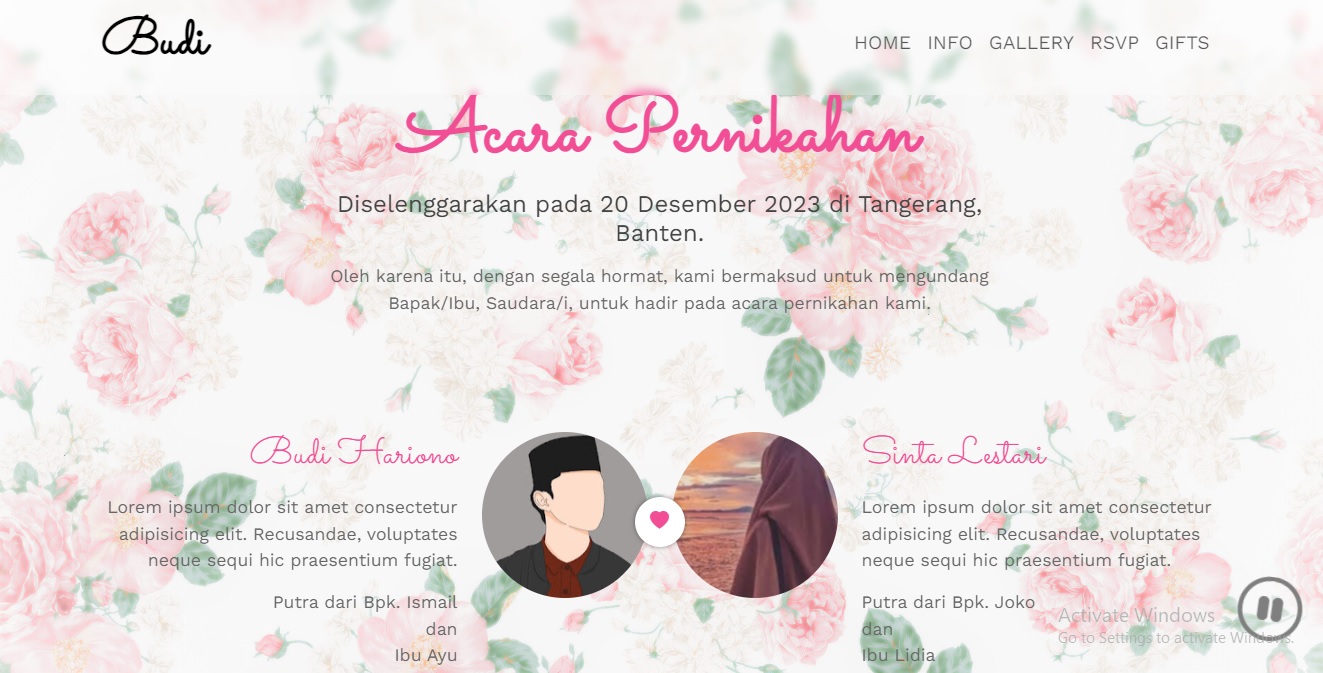 Budi
HOME INFO GALLERY RSVP GIFTS
Acara Pernikahan
Diselenggarakan pada 20 Desember 2023 di Tangerang,
Banten.
Oleh karena itu, dengan segala hormat, kami bermaksud untuk mengundang
Bapak/Ibu, Saudara/i, untuk hadir pada acara pernikahan kami.
Budi Hariono
Lorem ipsum dolor sit amet consectetur
adipisicing elit. Recusandae, voluptates
neque sequi hic praesentium fugiat.
Putra dari Bpk. Ismail
dan
Ibu Ayu
Sinta Lestari
Lorem ipsum dolor sit amet consectetur
adipisicing elit. Recusandae, voluptates
neque sequi hic praesentium fugiat.
Putra dari Bpk. Joko
dan
Ibu Lidia
Activate Windows
Go to Settings to activate Windows.